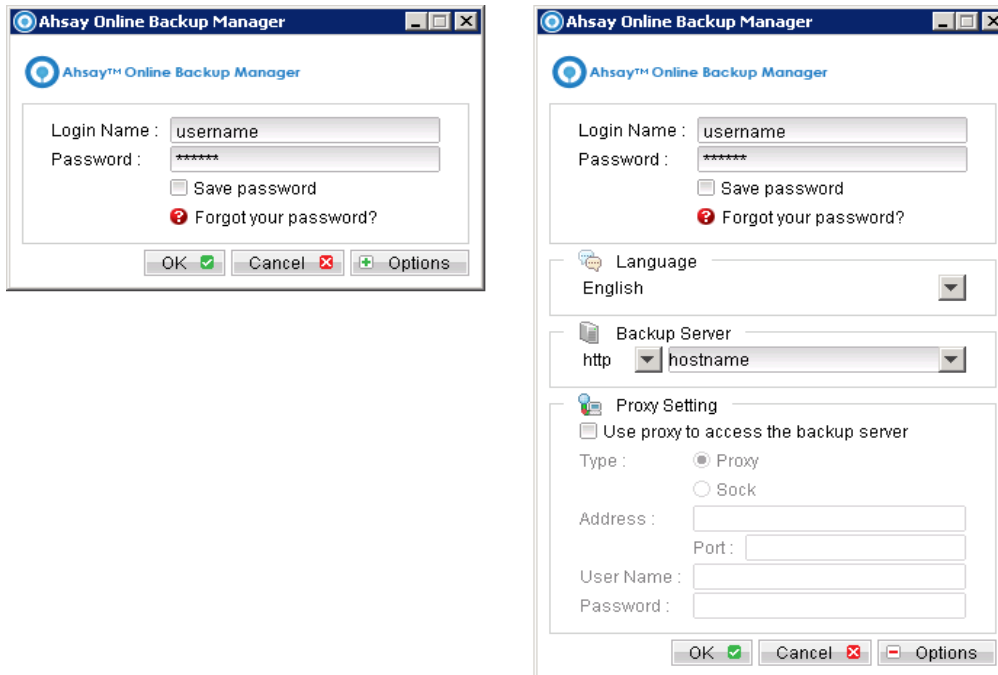 Ahsay Online Backup Manager
Ahsay™ Online Backup Manager
Login Name : username
Password : ******
Save password
Forgot your password?
OK Cancel Options
Ahsay Online Backup Manager
Ahsay™ Online Backup Manager
Login Name : username
Password : ******
Save password
Forgot your password?
Language
English
Backup Server
http hostname
Proxy Setting
Use proxy to access the backup server
Type : Proxy
Sock
Address :
Port :
User Name :
Password :
OK Cancel Options